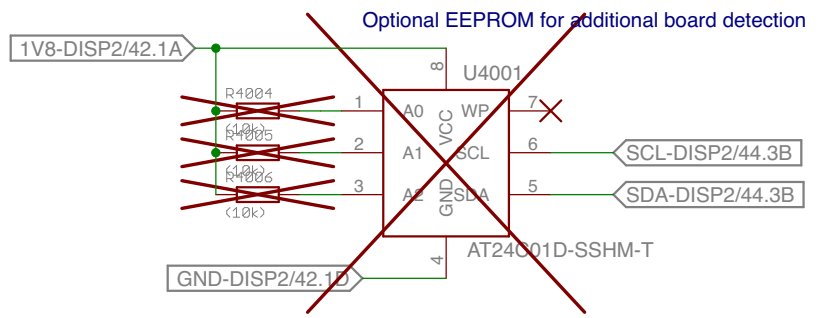 Optional EEPROM for additional board detection
1V8-DISP2/42.1A
8
U4001
R4004
1
A0
VCC
WP
7
(10k)
R4005
2
A1
SCL
6
SCL-DISP2/44.3B
(10k)
R4006
3
A2
GND
SDA
5
SDA-DISP2/44.3B
(10k)
4
AT24C01D-SSHM-T
GND-DISP2/42.1D